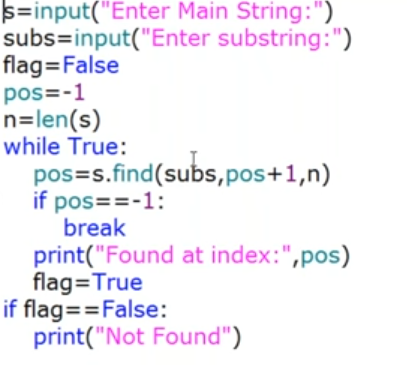 s=input("Enter Main String:")
subs=input("Enter substring:")
flag=False
pos=-1
n=len(s)
while True:
    pos=s.find(subs,pos+1,n)
    if pos==-1:
        break
    print("Found at index:",pos)
    flag=True
if flag==False:
    print("Not Found")